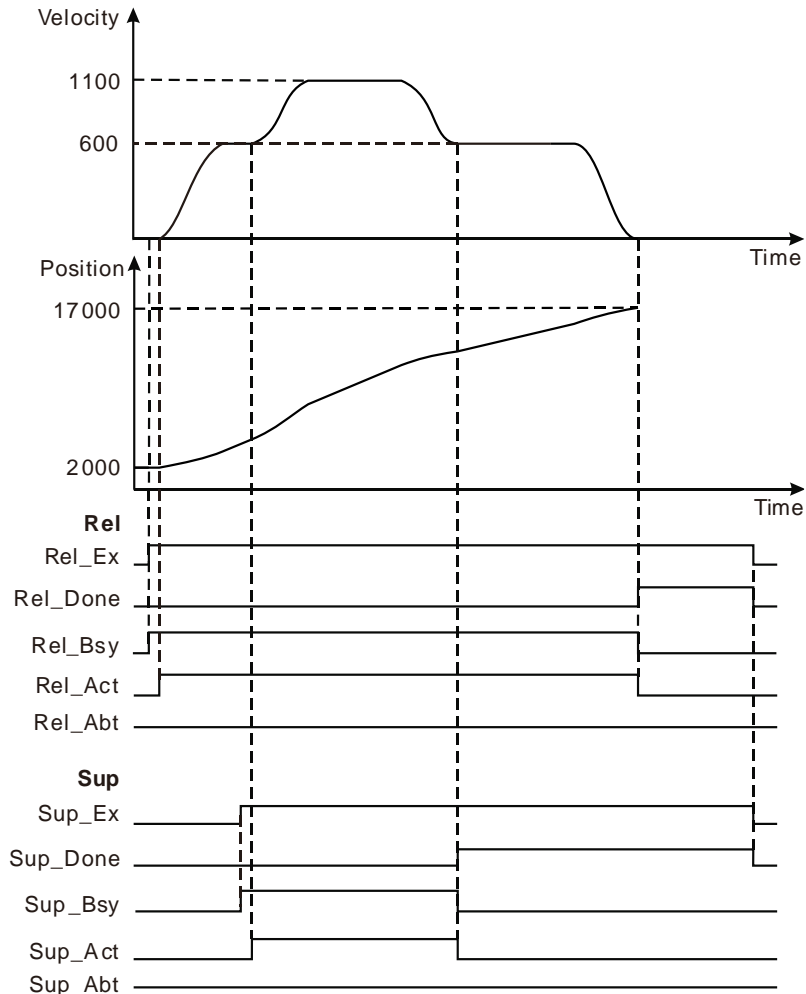 Velocity
1100
600
Time
Position
17000
2000
Time
Rel
Rel_Ex
Rel_Done
Rel_Bsy
Rel_Act
Rel_Abt
Sup
Sup_Ex
Sup_Done
Sup_Bsy
Sup_Act
Sup_Abt